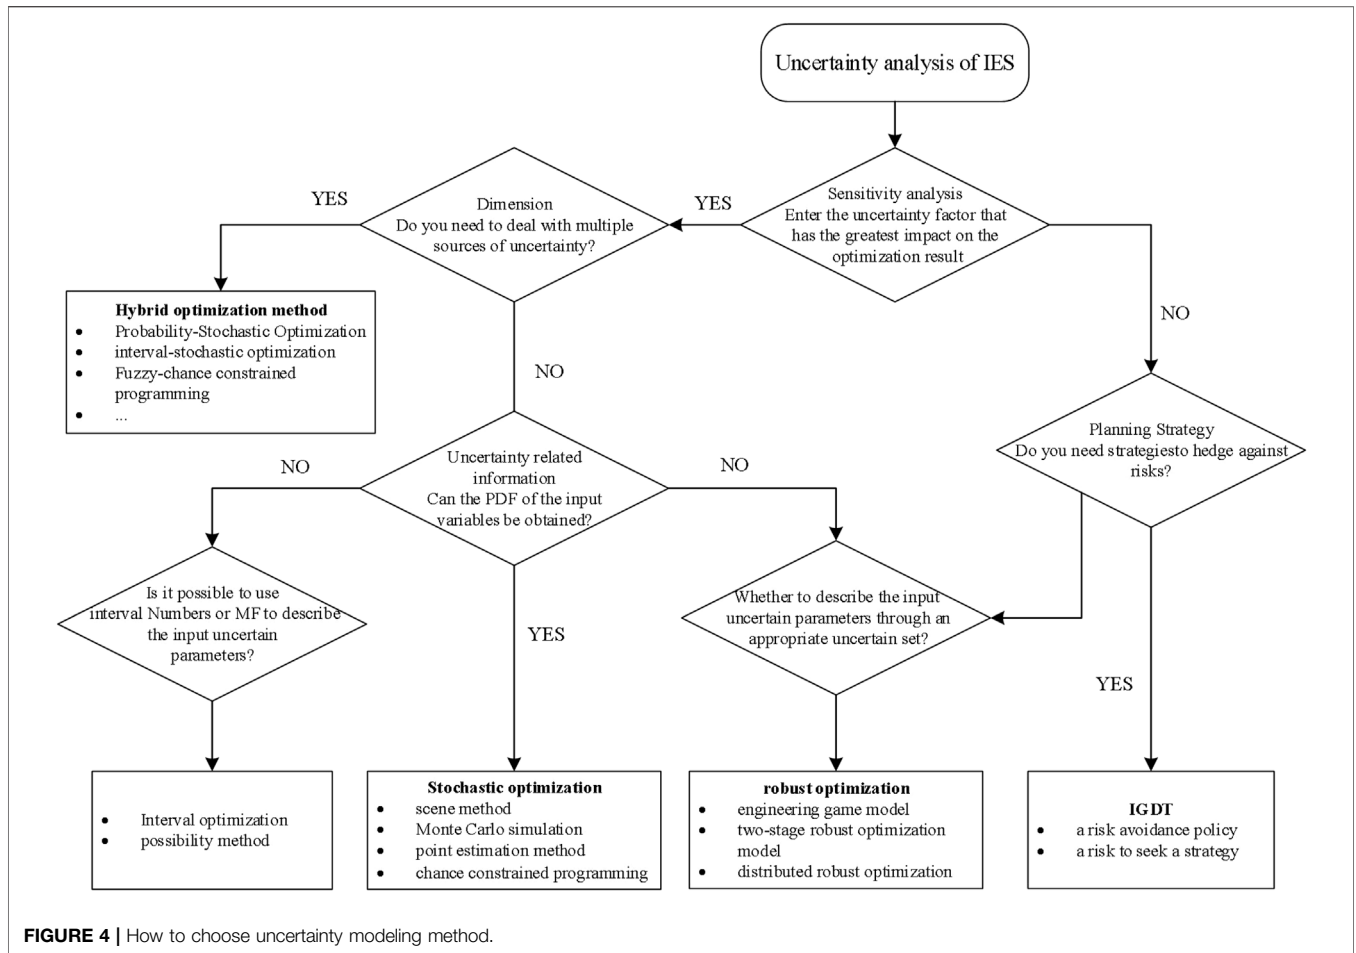 Uncertainty analysis of IES
Sensitivity analysis
Enter the uncertainty factor that
has the greatest impact on the
optimization result
YES
NO
Dimension
Do you need to deal with multiple
sources of uncertainty?
YES
NO
Hybrid optimization method
• Probability-Stochastic Optimization
• interval-stochastic optimization
• Fuzzy-chance constrained
programming
• ...
Planning Strategy
Do you need strategiesto hedge against
risks?
YES
Uncertainty related
information
Can the PDF of the input
variables be obtained?
NO
NO
YES
Is it possible to use
interval Numbers or MF to describe
the input uncertain
parameters?
Whether to describe the input
uncertain parameters through an
appropriate uncertain set?
• Interval optimization
• possibility method
Stochastic optimization
• scene method
• Monte Carlo simulation
• point estimation method
• chance constrained programming
robust optimization
• engineering game model
• two-stage robust optimization
model
• distributed robust optimization
IGDT
• a risk avoidance policy
• a risk to seek a strategy
FIGURE 4 | How to choose uncertainty modeling method.